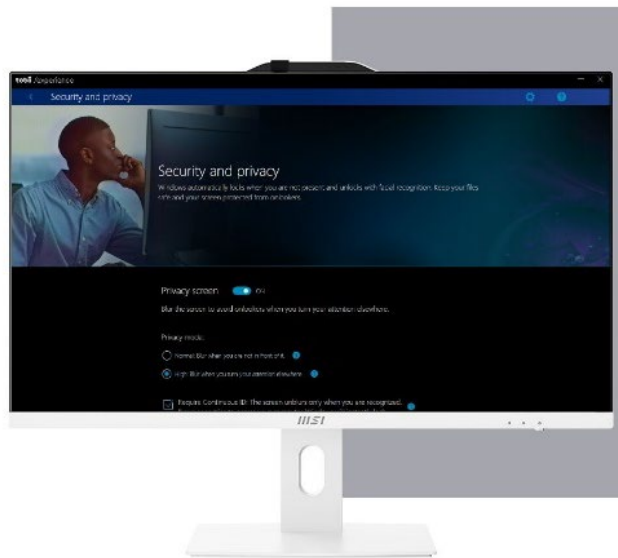 tobii /experience
Security and privacy
Security and privacy
Windows automatically locks when you are not present and unlocks with facial recognition. Keep your files
safe and your screen protected from onlookers.
Privacy screen ON
Blur the screen to avoid onlookers when you turn your attention elsewhere.
Privacy mode:
Normal: Blur when you are not in front of it.
High: Blur when you turn your attention elsewhere.
Require Continuous ID: The screen unblurs only when you are recognized.
msi